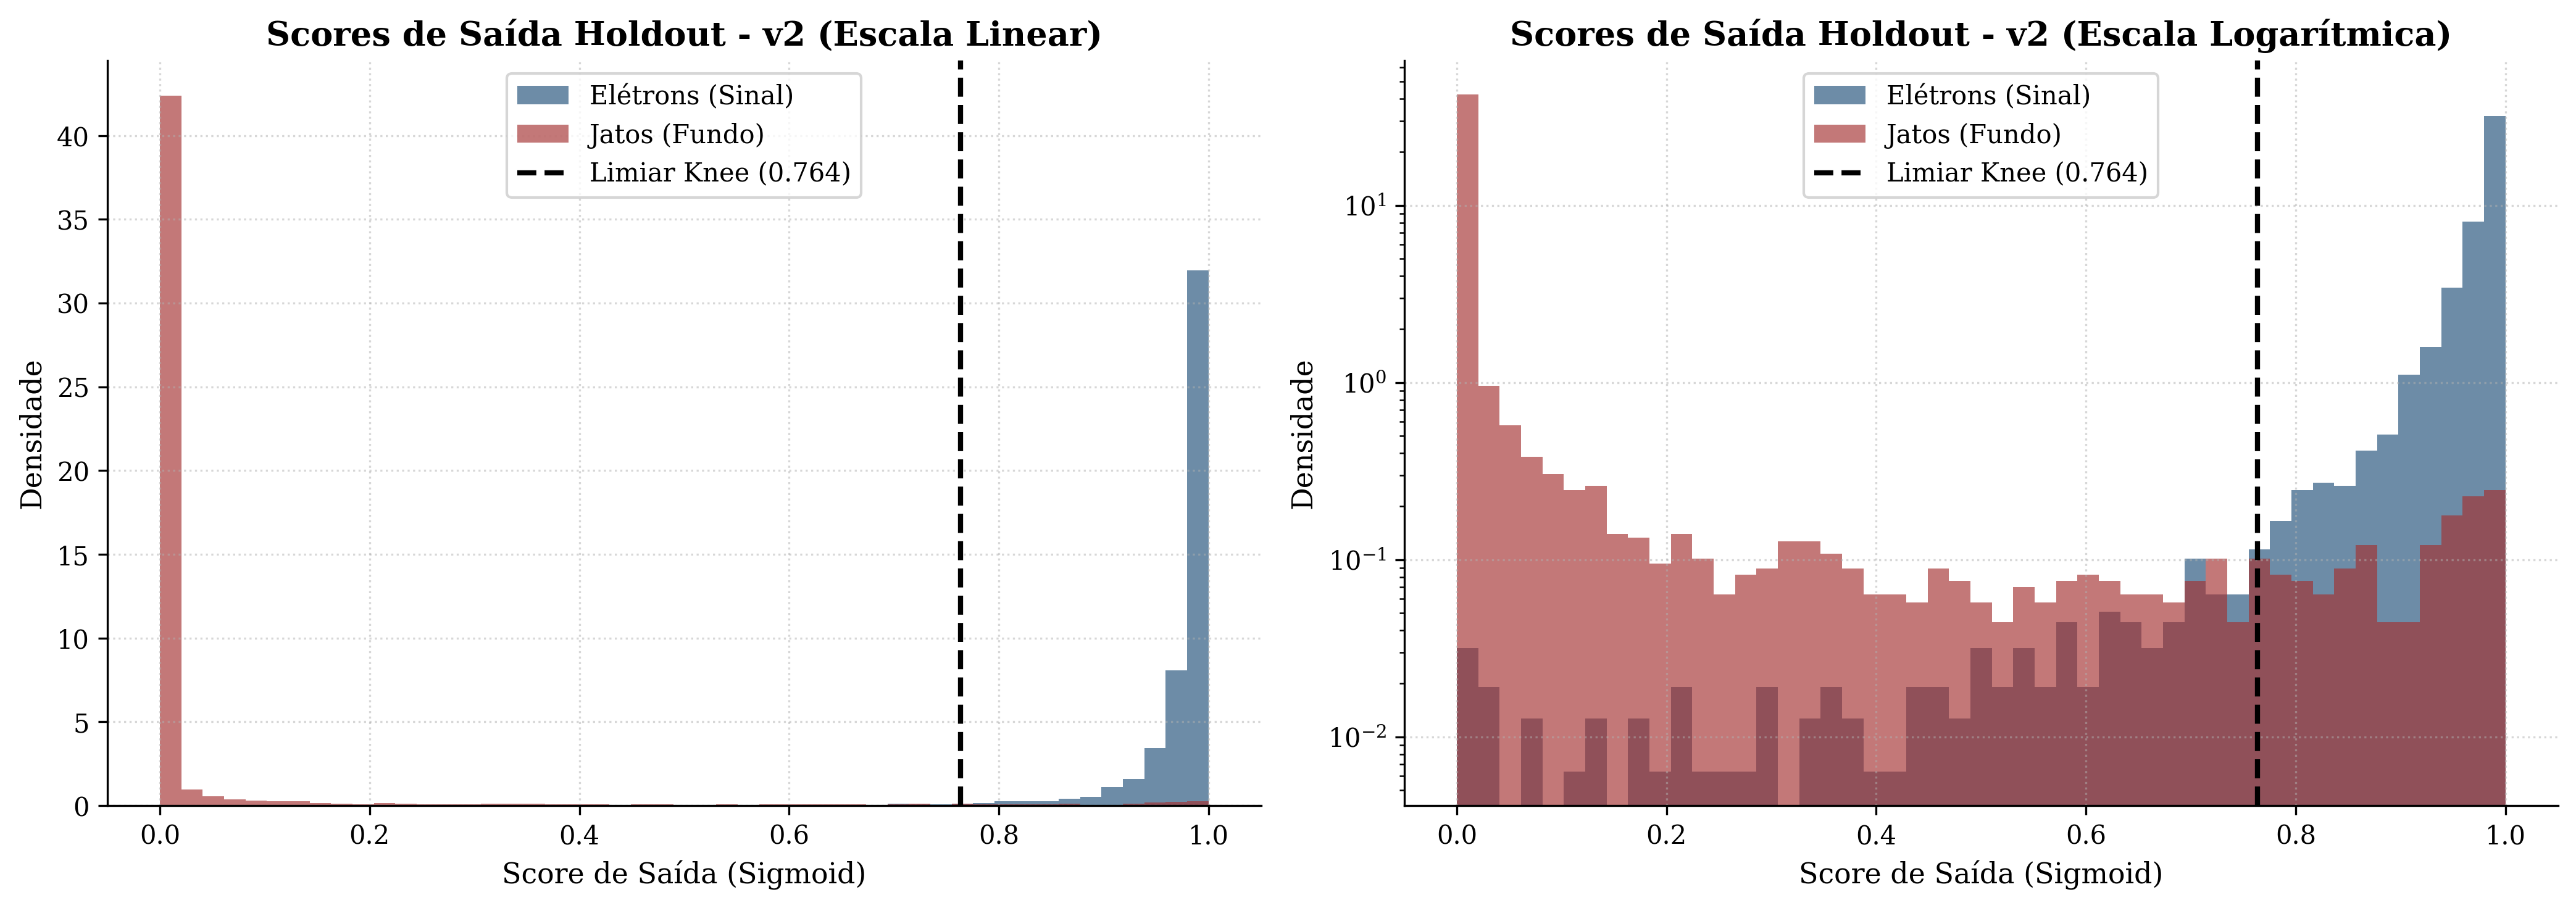 Scores de Saída Holdout - v2 (Escala Linear)
Elétrons (Sinal)
Jatos (Fundo)
Limiar Knee (0.764)
Densidade
40
35
30
25
20
15
10
5
0
0.0 0.2 0.4 0.6 0.8 1.0
Score de Saída (Sigmoid)
Scores de Saída Holdout - v2 (Escala Logarítmica)
Elétrons (Sinal)
Jatos (Fundo)
Limiar Knee (0.764)
Densidade
10¹
10⁰
10⁻¹
10⁻²
0.0 0.2 0.4 0.6 0.8 1.0
Score de Saída (Sigmoid)